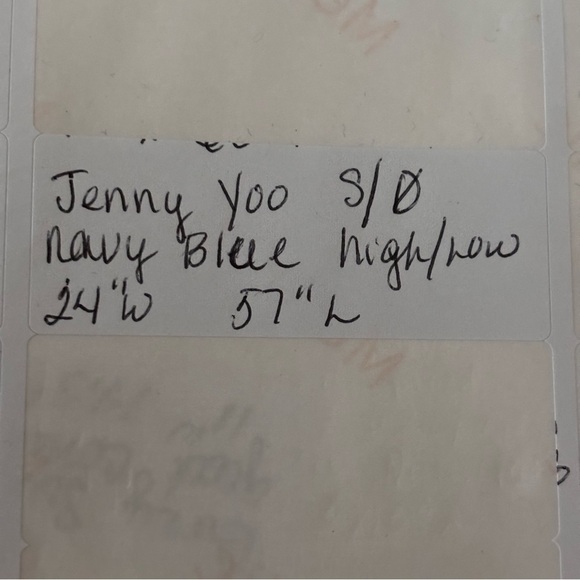 Jenny Yoo S/0
Navy Blue high/Low
24"W 57"L